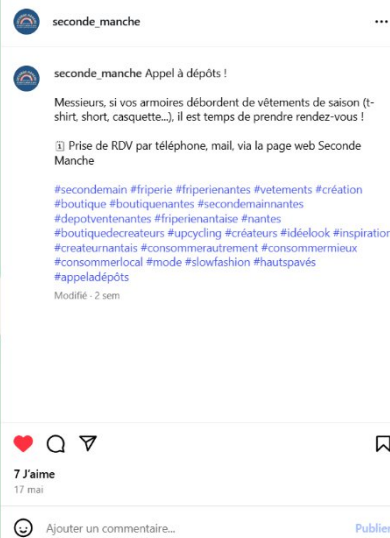 seconde_manche
seconde_manche Appel à dépôts !
Messieurs, si vos armoires débordent de vêtements de saison (t-
shirt, short, casquette...), il est temps de prendre rendez-vous !
Prise de RDV par téléphone, mail, via la page web Seconde
Manche
#secondemain #friperie #friperienantes #vetements #création
#boutique #boutiquenantes #secondemainnantes
#depotventenantes #friperienantaise #nantes
#boutiquedecreateurs #upcycling #créateurs #idéelook #inspiration
#createurnantais #consommerautrement #consommermieux
#consommerlocal #mode #slowfashion #hautspavés
#appeladépôts
Modifié · 2 sem
7 J'aime
17 mai
Ajouter un commentaire... Publier